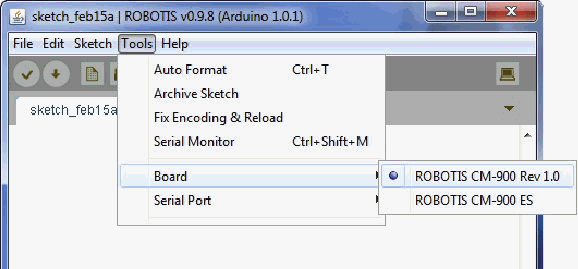 sketch_feb15a | ROBOTIS v0.9.8 (Arduino 1.0.1)
File Edit Sketch Tools Help
Auto Format Ctrl+T
Archive Sketch
sketch_feb15a
Fix Encoding & Reload
Serial Monitor Ctrl+Shift+M
Board
ROBOTIS CM-900 Rev 1.0
Serial Port
ROBOTIS CM-900 ES